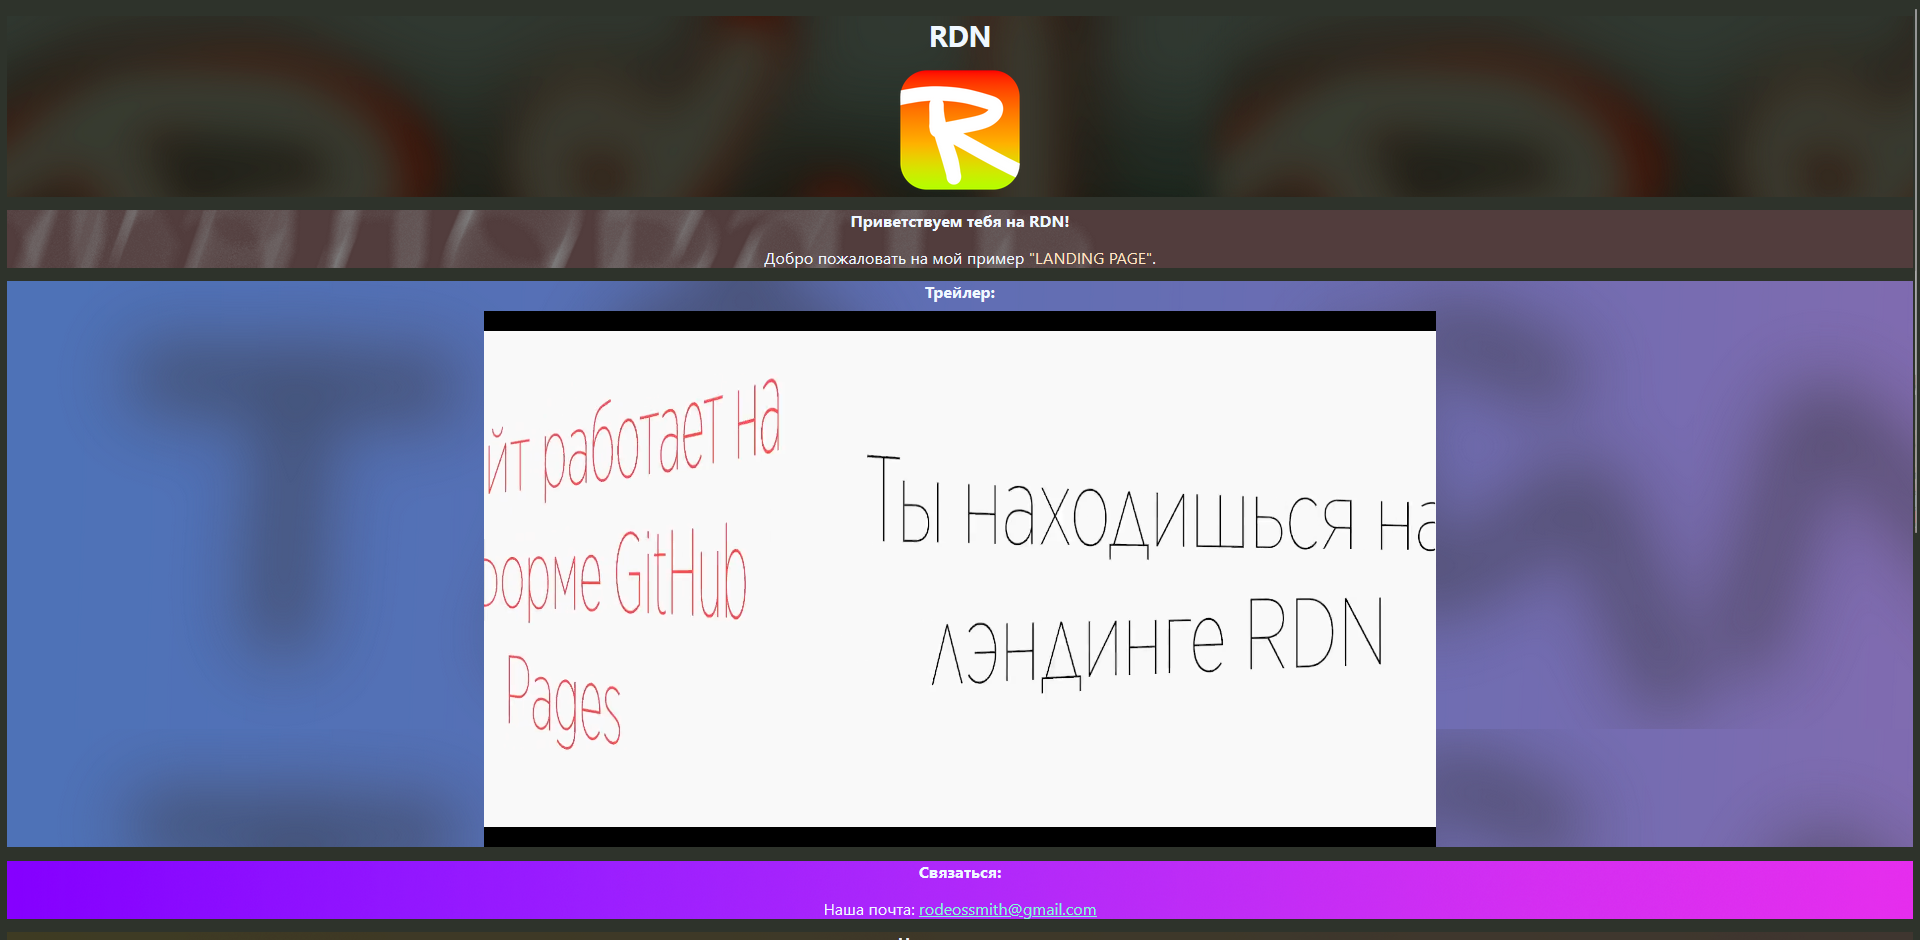 RDN
R
Приветствуем тебя на RDN!
Добро пожаловать на мой пример "LANDING PAGE".
Трейлер:
йт работает на
форме GitHub
Pages
Ты находишься на
лэндинге RDN
Связаться:
Наша почта: rodeossmith@gmail.com